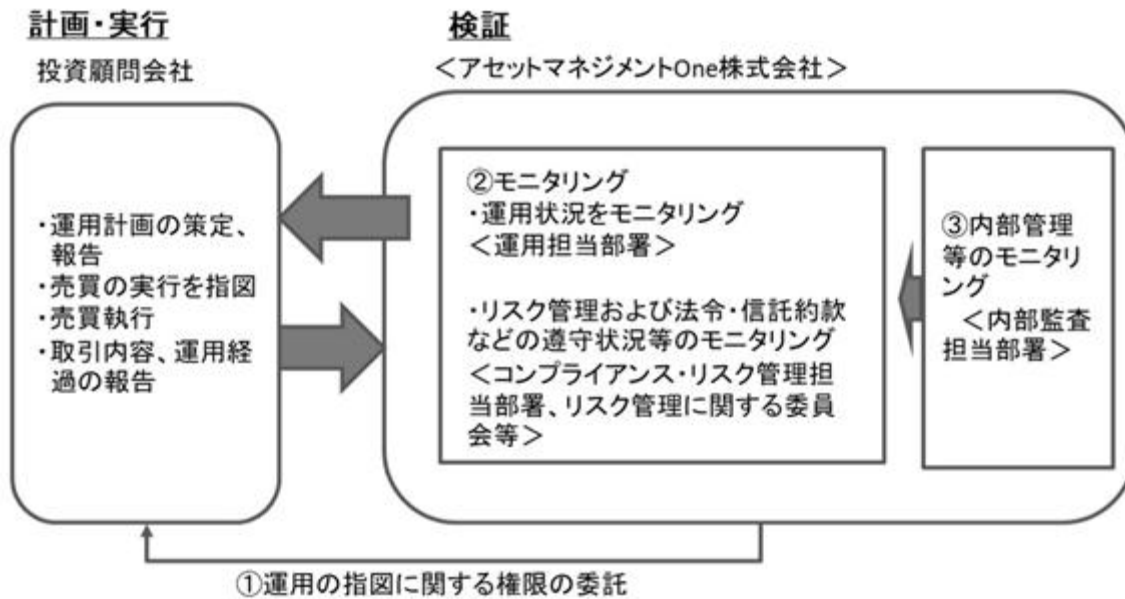 計画・実行
投資顧問会社
・運用計画の策定、
報告
・売買の実行を指図
・売買執行
・取引内容、運用経
過の報告
検証
＜アセットマネジメントOne株式会社＞
②モニタリング
・運用状況をモニタリング
＜運用担当部署＞
・リスク管理および法令・信託約款
などの遵守状況等のモニタリング
＜コンプライアンス・リスク管理担
当部署、リスク管理に関する委員
会等＞
③内部管理
等のモニタリ
ング
＜内部監査
担当部署＞
①運用の指図に関する権限の委託